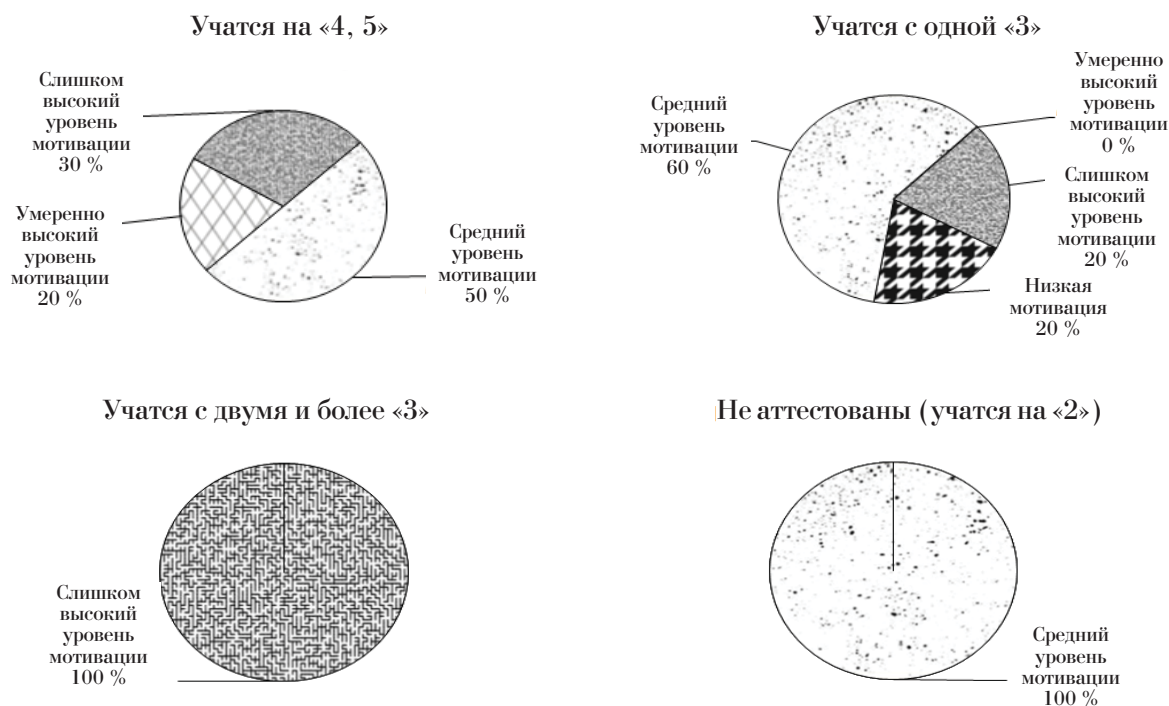 Учатся на «4, 5»
Слишком
высокий
уровень
мотивации
30 %
Умеренно
высокий
уровень
мотивации
20 %
Средний
уровень
мотивации
50 %
Учатся с одной «3»
Средний
уровень
мотивации
60 %
Умеренно
высокий
уровень
мотивации
0 %
Слишком
высокий
уровень
мотивации
20 %
Низкая
мотивация
20 %
Учатся с двумя и более «3»
Слишком
высокий
уровень
мотивации
100 %
Не аттестованы (учатся на «2»)
Средний
уровень
мотивации
100 %